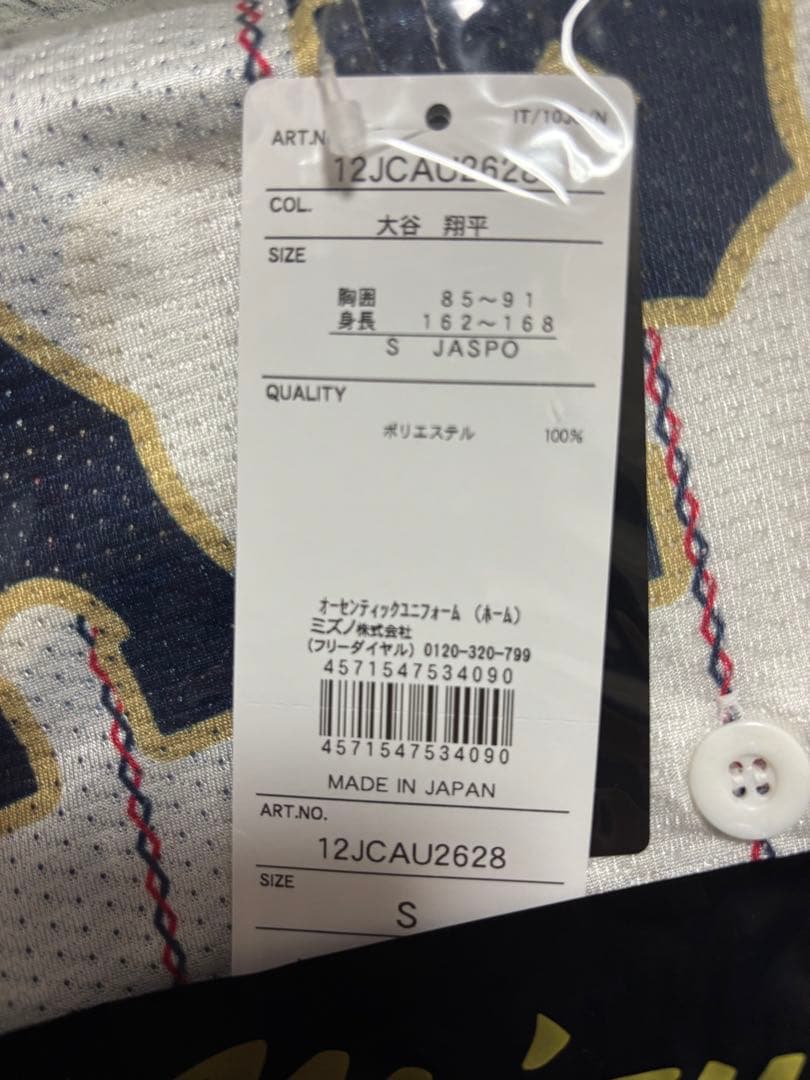 IT/10
ART.N
12JCAU2628
COL.
大谷 翔平
SIZE
胸囲 85~91
身長 162~168
S JASPO
QUALITY
ポリエステル 100%
オーセンティックユニフォーム (ホーム)
ミズノ株式会社
(フリーダイヤル) 0120-320-799
4571547534090
4571547534090
MADE IN JAPAN
ART.NO.
12JCAU2628
SIZE
S